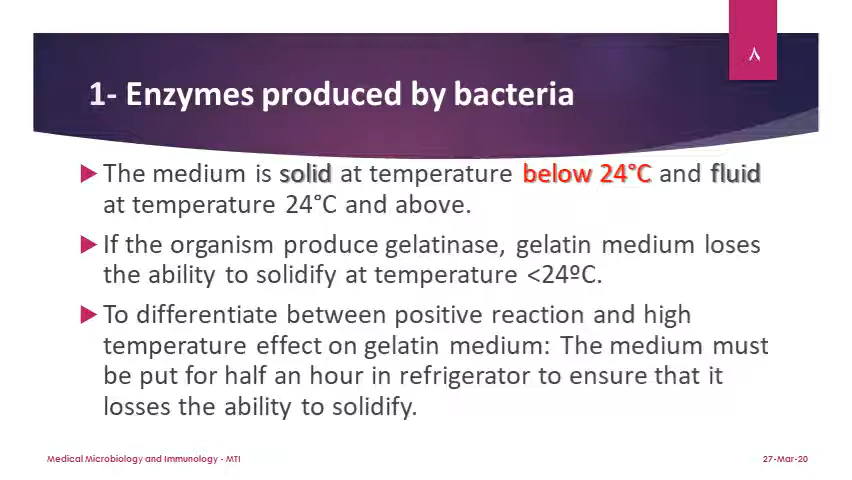 ٨
1- Enzymes produced by bacteria
The medium is solid at temperature below 24°C and fluid
at temperature 24°C and above.
If the organism produce gelatinase, gelatin medium loses
the ability to solidify at temperature <24ºC.
To differentiate between positive reaction and high
temperature effect on gelatin medium: The medium must
be put for half an hour in refrigerator to ensure that it
losses the ability to solidify.
Medical Microbiology and Immunology - MTI
27-Mar-20